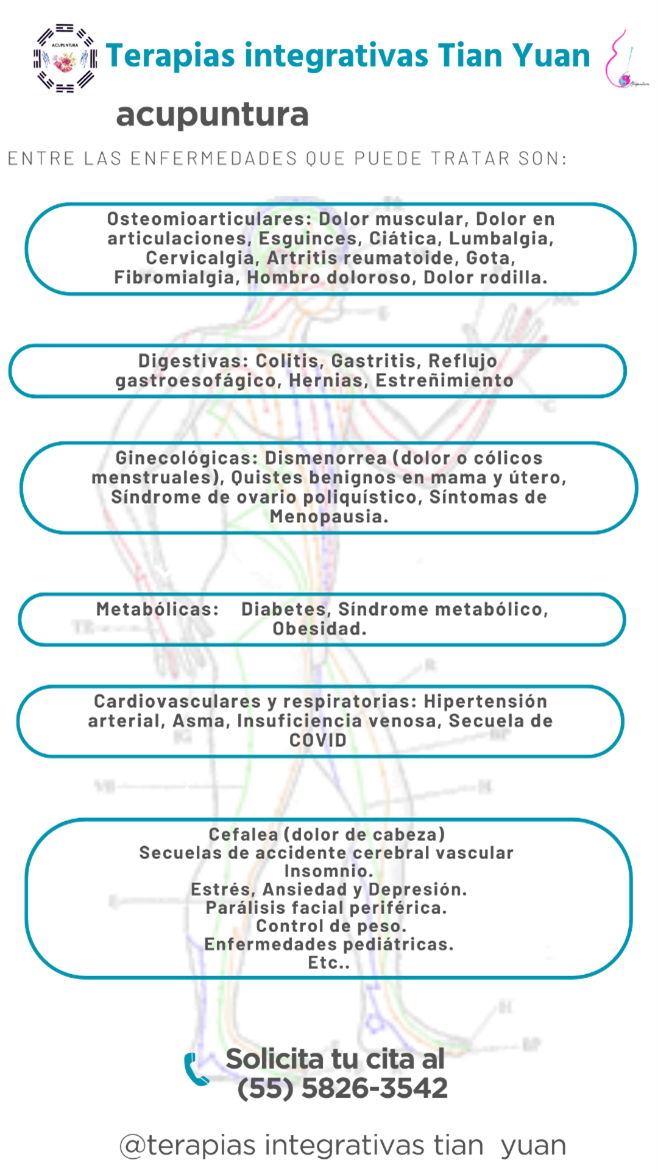 ACUPUNTURA
Terapias integrativas Tian Yuan
acupuntura
ENTRE LAS ENFERMEDADES QUE PUEDE TRATAR SON:
Osteomioarticulares: Dolor muscular, Dolor en
articulaciones, Esguinces, Ciática, Lumbalgia,
Cervicalgia, Artritis reumatoide, Gota,
Fibromialgia, Hombro doloroso, Dolor rodilla.
Digestivas: Colitis, Gastritis, Reflujo
gastroesofágico, Hernias, Estreñimiento
Ginecológicas: Dismenorrea (dolor o cólicos
menstruales), Quistes benignos en mama y útero,
Síndrome de ovario poliquístico, Síntomas de
Menopausia.
Metabólicas: Diabetes, Síndrome metabólico,
Obesidad.
TR
Cardiovasculares y respiratorias: Hipertensión
arterial, Asma, Insuficiencia venosa, Secuela de
COVID
R
IG
BP
VB
H
Cefalea (dolor de cabeza)
Secuelas de accidente cerebral vascular
Insomnio.
Estrés, Ansiedad y Depresión.
Parálisis facial periférica.
Control de peso.
Enfermedades pediátricas.
Etc..
E
H
BP
Solicita tu cita al
(55) 5826-3542
@terapias integrativas tian yuan